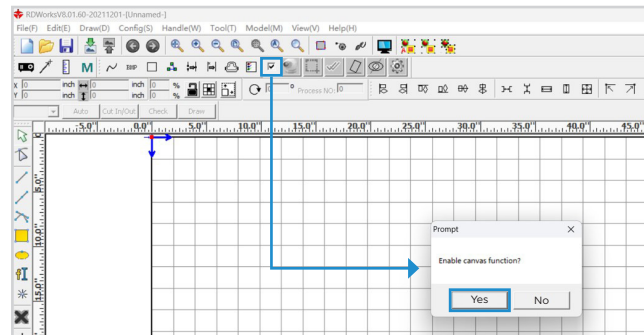 RDWorksV8.01.60-20211201-[Unnamed-]
File(F) Edit(E) Draw(D) Config(S) Handle(W) Tool(T) Model(M) View(V) Help(H)
M BMP
X 0 inch 0 inch 0 % 0 ° Process NO: 0
Y 0 inch 0 inch 0 %
Auto Cut In/Out Check Draw
-5.0" 0.0" 5.0" 10.0" 15.0" 20.0" 25.0" 30.0" 35.0" 40.0" 45.0"
5.0"
10.0"
15.0"
Prompt
Enable canvas function?
Yes No